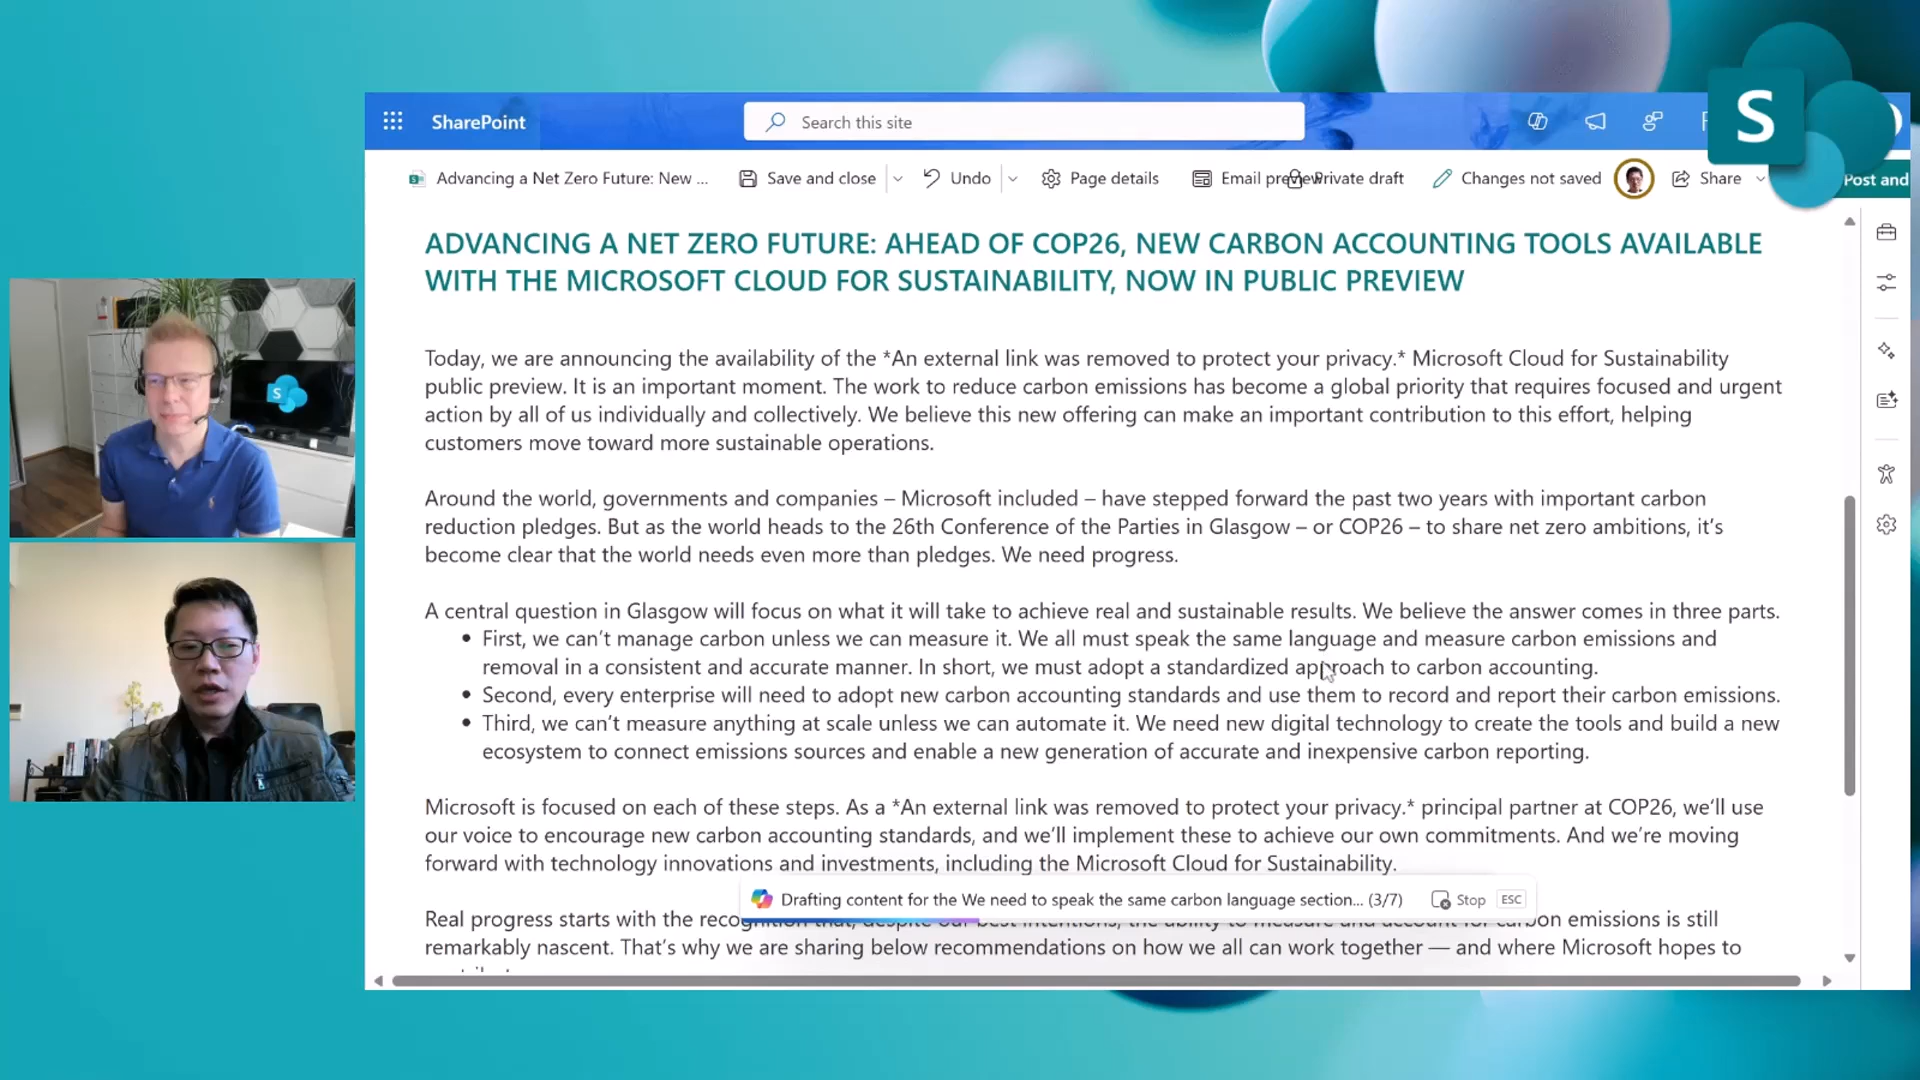 SharePoint
Search this site
S
Advancing a Net Zero Future: New ...
Save and close
Undo
Page details
Email preview
Private draft
Changes not saved
Share
Post and
ADVANCING A NET ZERO FUTURE: AHEAD OF COP26, NEW CARBON ACCOUNTING TOOLS AVAILABLE
WITH THE MICROSOFT CLOUD FOR SUSTAINABILITY, NOW IN PUBLIC PREVIEW
Today, we are announcing the availability of the *An external link was removed to protect your privacy.* Microsoft Cloud for Sustainability
public preview. It is an important moment. The work to reduce carbon emissions has become a global priority that requires focused and urgent
action by all of us individually and collectively. We believe this new offering can make an important contribution to this effort, helping
customers move toward more sustainable operations.
Around the world, governments and companies – Microsoft included – have stepped forward the past two years with important carbon
reduction pledges. But as the world heads to the 26th Conference of the Parties in Glasgow – or COP26 – to share net zero ambitions, it’s
become clear that the world needs even more than pledges. We need progress.
A central question in Glasgow will focus on what it will take to achieve real and sustainable results. We believe the answer comes in three parts.
• First, we can’t manage carbon unless we can measure it. We all must speak the same language and measure carbon emissions and
removal in a consistent and accurate manner. In short, we must adopt a standardized approach to carbon accounting.
• Second, every enterprise will need to adopt new carbon accounting standards and use them to record and report their carbon emissions.
• Third, we can’t measure anything at scale unless we can automate it. We need new digital technology to create the tools and build a new
ecosystem to connect emissions sources and enable a new generation of accurate and inexpensive carbon reporting.
Microsoft is focused on each of these steps. As a *An external link was removed to protect your privacy.* principal partner at COP26, we’ll use
our voice to encourage new carbon accounting standards, and we’ll implement these to achieve our own commitments. And we’re moving
forward with technology innovations and investments, including the Microsoft Cloud for Sustainability.
Drafting content for the We need to speak the same carbon language section... (3/7)
Stop
ESC
Real progress starts with the recognition that, despite our best intentions, the ability to measure and account for carbon emissions is still
remarkably nascent. That’s why we are sharing below recommendations on how we all can work together — and where Microsoft hopes to